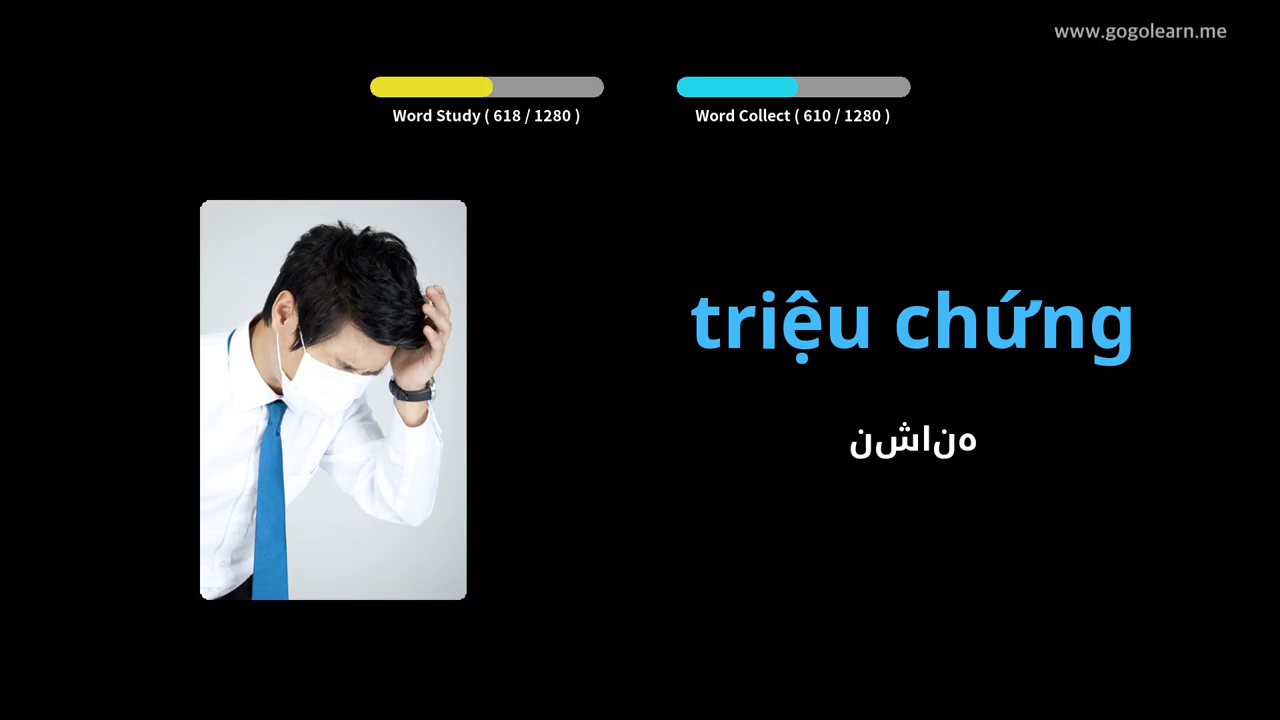 www.gogolearn.me
Word Study ( 618 / 1280 )
Word Collect ( 610 / 1280 )
triệu chứng
نشانه